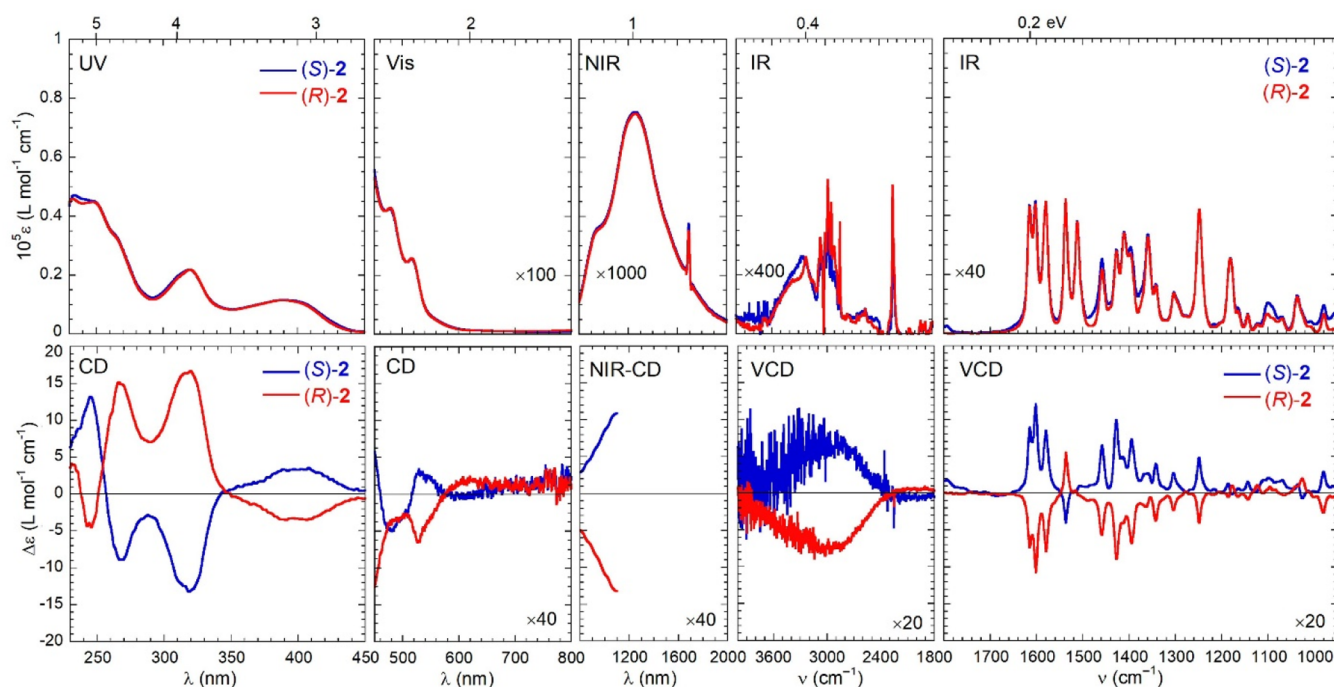 5 4 3 2 1 0.4 0.2 eV
UV Vis NIR IR IR
(S)-2 (S)-2
(R)-2 (R)-2
1
0.8
0.6
0.4
0.2
0
10⁵ε (L mol⁻¹ cm⁻¹)
×100 ×1000 ×400 ×40
CD CD NIR-CD VCD VCD
(S)-2 (S)-2
(R)-2 (R)-2
20
15
10
5
0
-5
-10
-15
-20
Δε (L mol⁻¹ cm⁻¹)
×40 ×40 ×20 ×20
250 300 350 400 450 500 600 700 800 1200 1600 2000 3600 3000 2400 1800 1700 1600 1500 1400 1300 1200 1100 1000
λ (nm) λ (nm) λ (nm) ν (cm⁻¹) ν (cm⁻¹)